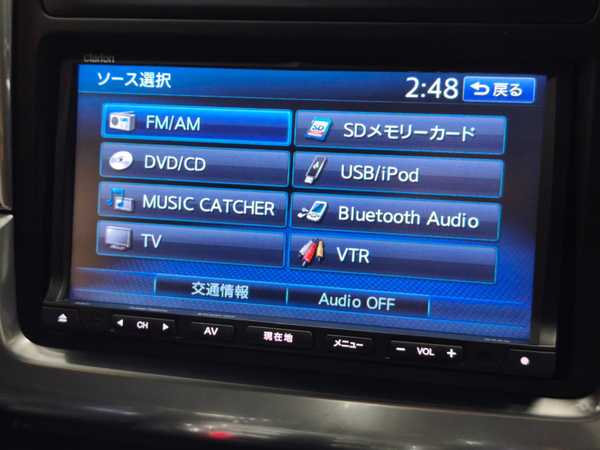 clarion
ソース選択
2:48
戻る
FM/AM
SDメモリーカード
DVD/CD
USB/iPod
MUSIC CATCHER
Bluetooth Audio
TV
VTR
交通情報
Audio OFF
CH
AV
現在地
メニュー
− VOL +